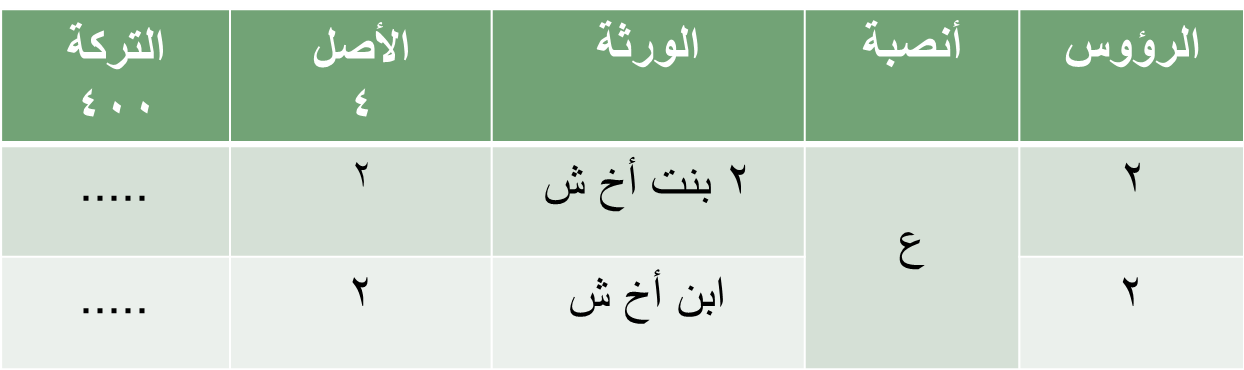 الرؤوس أنصبة الورثة الأصل التركة
٤ ٤٠٠
٢ ع ٢ بنت أخ ش ٢ .....
٢ ابن أخ ش ٢ .....